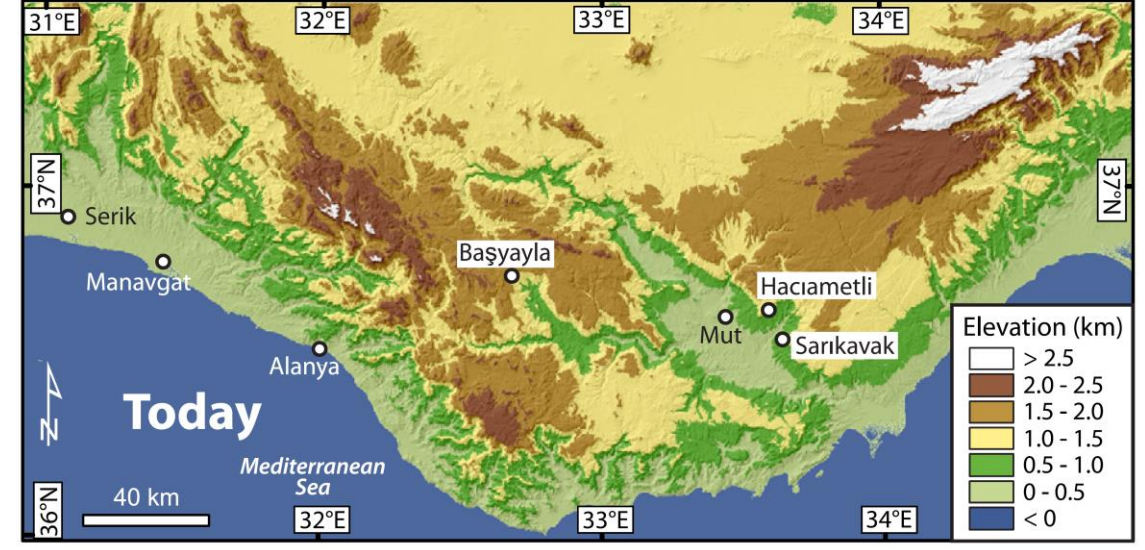 31°E
32°E
33°E
34°E
37°N
37°N
Serik
Manavgat
Başyayla
Hacıametli
Mut
Sarıkavak
Alanya
Today
Mediterranean
Sea
N
40 km
36°N
32°E
33°E
34°E
Elevation (km)
> 2.5
2.0 - 2.5
1.5 - 2.0
1.0 - 1.5
0.5 - 1.0
0 - 0.5
< 0